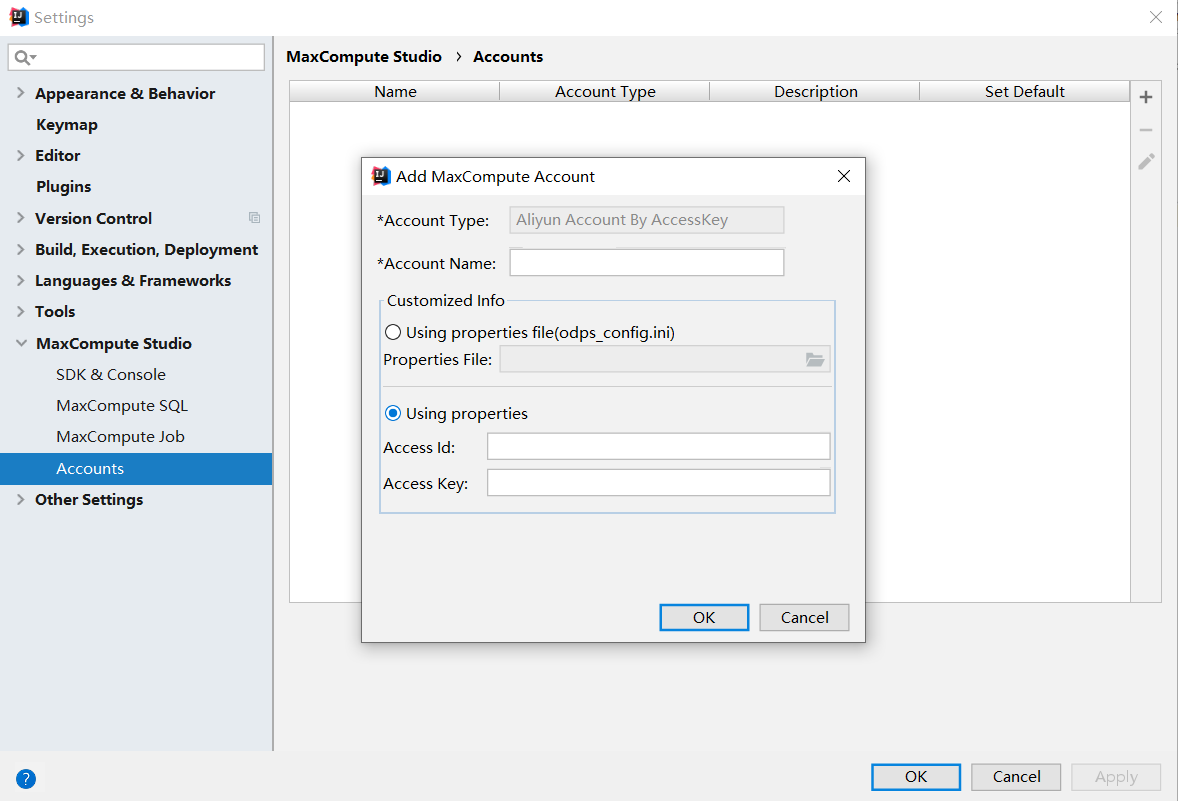 Settings
Appearance & Behavior
Keymap
Editor
Plugins
Version Control
Build, Execution, Deployment
Languages & Frameworks
Tools
MaxCompute Studio
SDK & Console
MaxCompute SQL
MaxCompute Job
Accounts
Other Settings
MaxCompute Studio › Accounts
Name Account Type Description Set Default
Add MaxCompute Account
*Account Type: Aliyun Account By AccessKey
*Account Name:
Customized Info
Using properties file(odps_config.ini)
Properties File:
Using properties
Access Id:
Access Key:
OK Cancel
? OK Cancel Apply